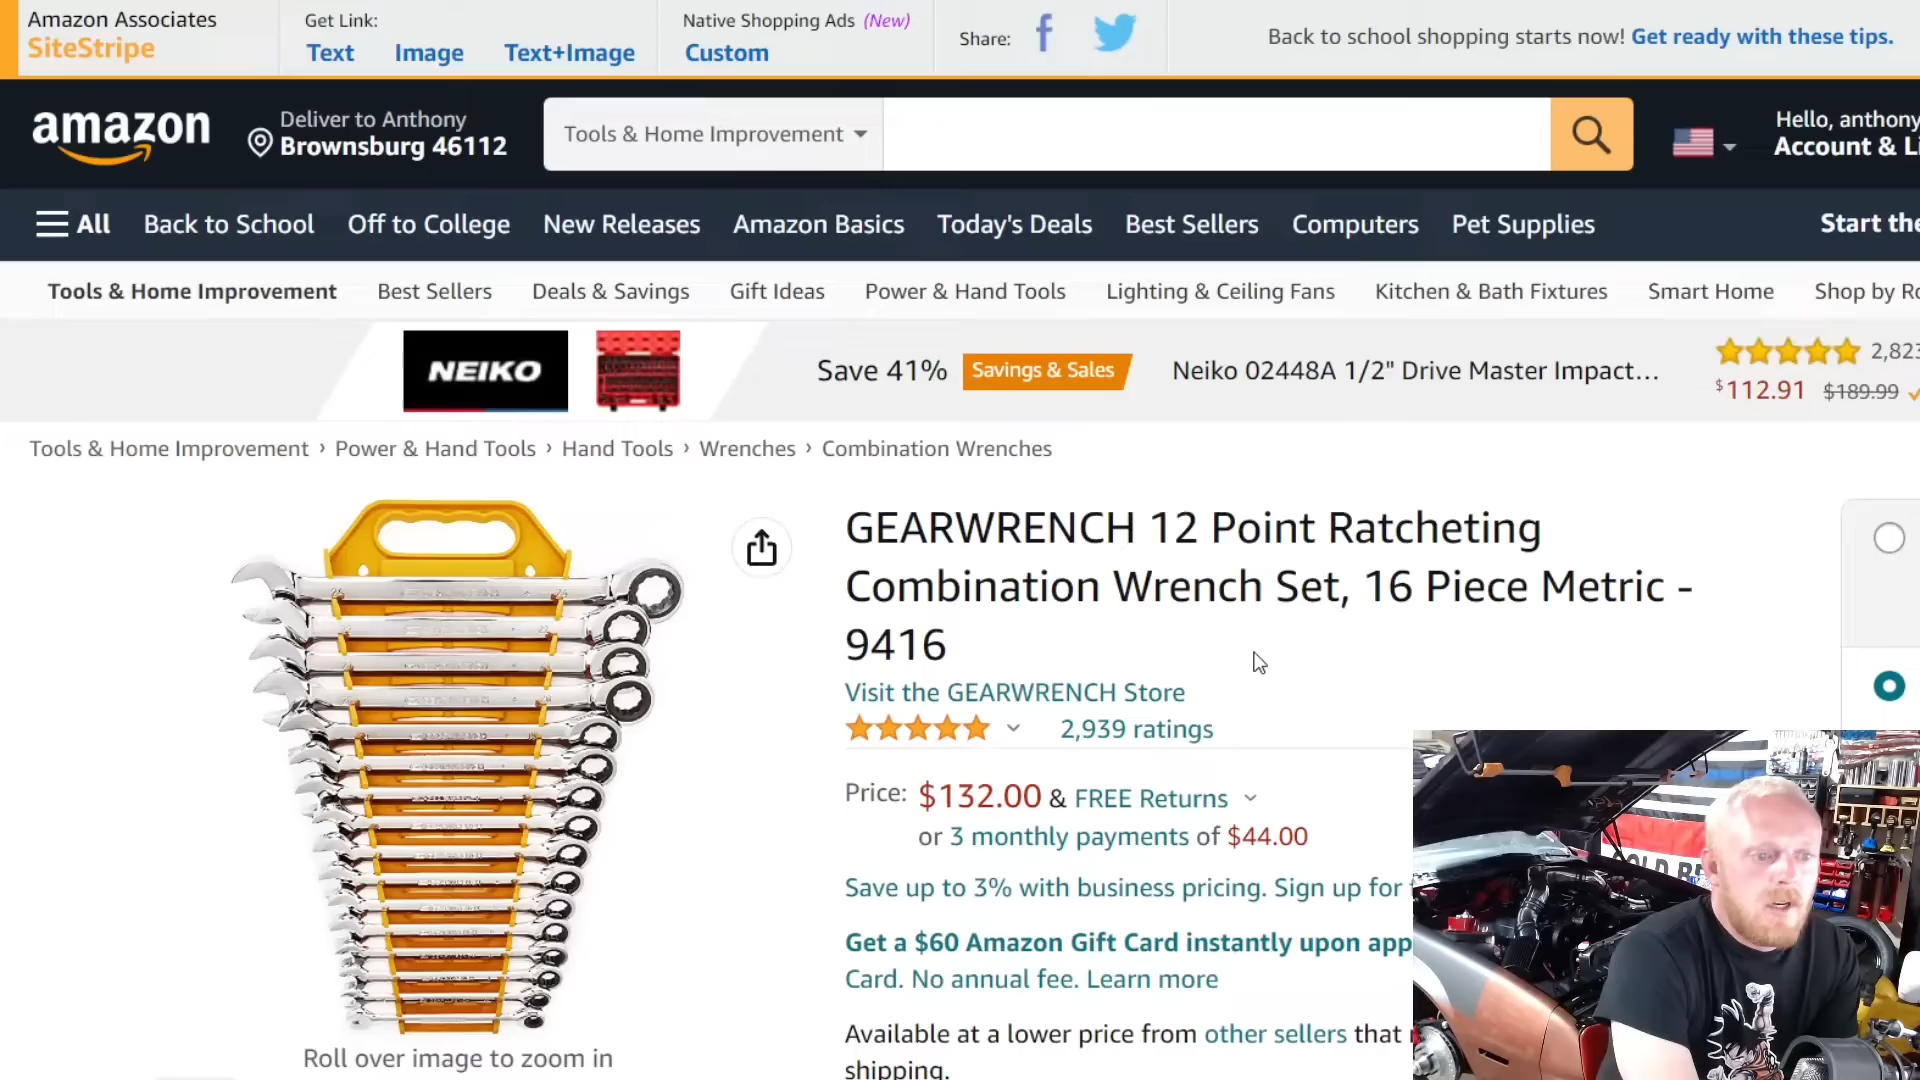 Amazon Associates
SiteStripe
Get Link:
Text Image Text+Image
Native Shopping Ads (New)
Custom
Share:
Back to school shopping starts now! Get ready with these tips.
amazon
Deliver to Anthony
Brownsburg 46112
Tools & Home Improvement
Hello, anthony
Account & Li
All Back to School Off to College New Releases Amazon Basics Today's Deals Best Sellers Computers Pet Supplies Start the
Tools & Home Improvement Best Sellers Deals & Savings Gift Ideas Power & Hand Tools Lighting & Ceiling Fans Kitchen & Bath Fixtures Smart Home Shop by Ro
NEIKO
Save 41% Savings & Sales Neiko 02448A 1/2" Drive Master Impact...
2,823
$112.91 $189.99
Tools & Home Improvement › Power & Hand Tools › Hand Tools › Wrenches › Combination Wrenches
GEARWRENCH 12 Point Ratcheting
Combination Wrench Set, 16 Piece Metric -
9416
Visit the GEARWRENCH Store
2,939 ratings
Price: $132.00 & FREE Returns
or 3 monthly payments of $44.00
Save up to 3% with business pricing. Sign up for
Get a $60 Amazon Gift Card instantly upon app
Card. No annual fee. Learn more
Available at a lower price from other sellers that
shipping.
Roll over image to zoom in